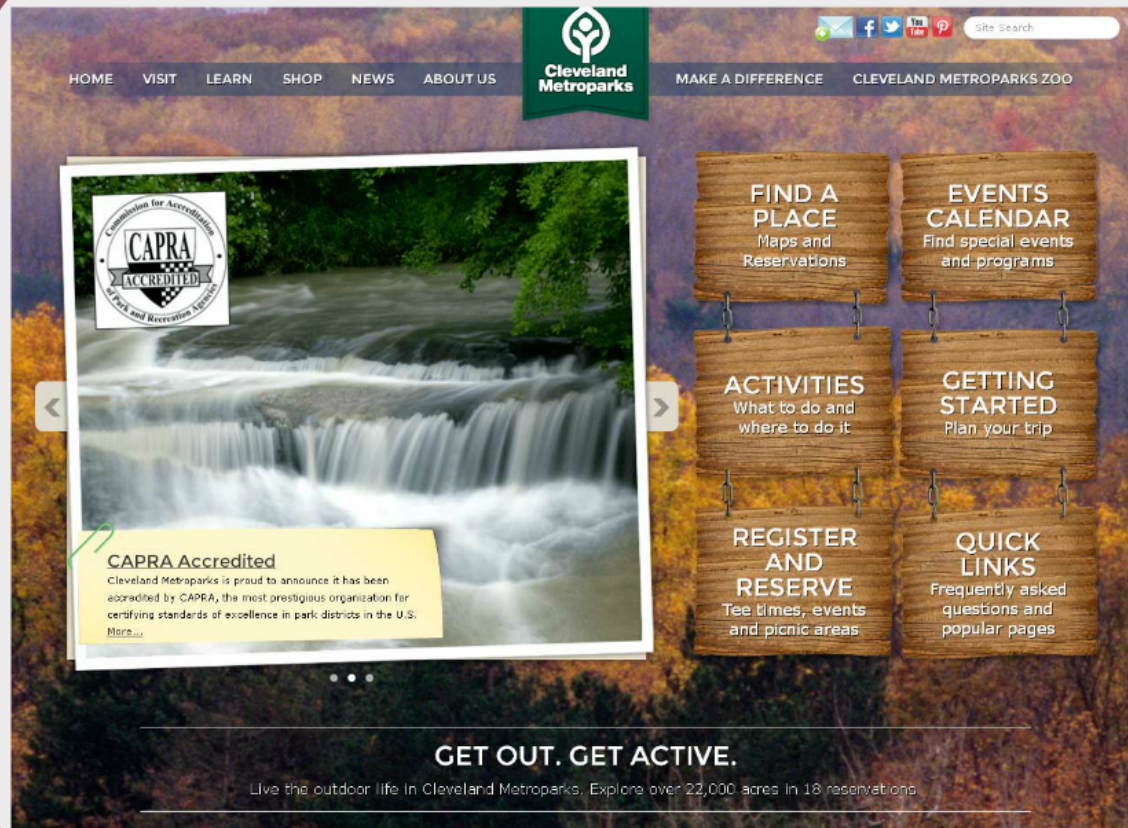 You
Tube
Site Search
HOME
VISIT
LEARN
SHOP
NEWS
ABOUT US
Cleveland
Metroparks
MAKE A DIFFERENCE
CLEVELAND METROPARKS ZOO
Commission for Accreditation
CAPRA
ACCREDITED
of Park and Recreation Agencies
CAPRA Accredited
Cleveland Metroparks is proud to announce it has been
accredited by CAPRA, the most prestigious organization for
certifying standards of excellence in park districts in the U.S.
More...
FIND A
PLACE
Maps and
Reservations
EVENTS
CALENDAR
Find special events
and programs
ACTIVITIES
What to do and
where to do it
GETTING
STARTED
Plan your trip
REGISTER
AND
RESERVE
Tee times, events
and picnic areas
QUICK
LINKS
Frequently asked
questions and
popular pages
GET OUT. GET ACTIVE.
Live the outdoor life in Cleveland Metroparks. Explore over 22,000 acres in 18 reservations